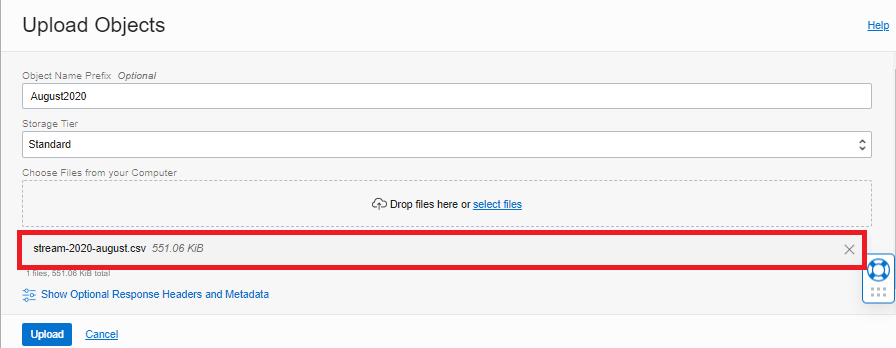 Upload Objects
Help
Object Name Prefix Optional
August2020
Storage Tier
Standard
Choose Files from your Computer
Drop files here or select files
stream-2020-august.csv 551.06 KiB
1 files, 551.06 KiB total
Show Optional Response Headers and Metadata
Upload Cancel